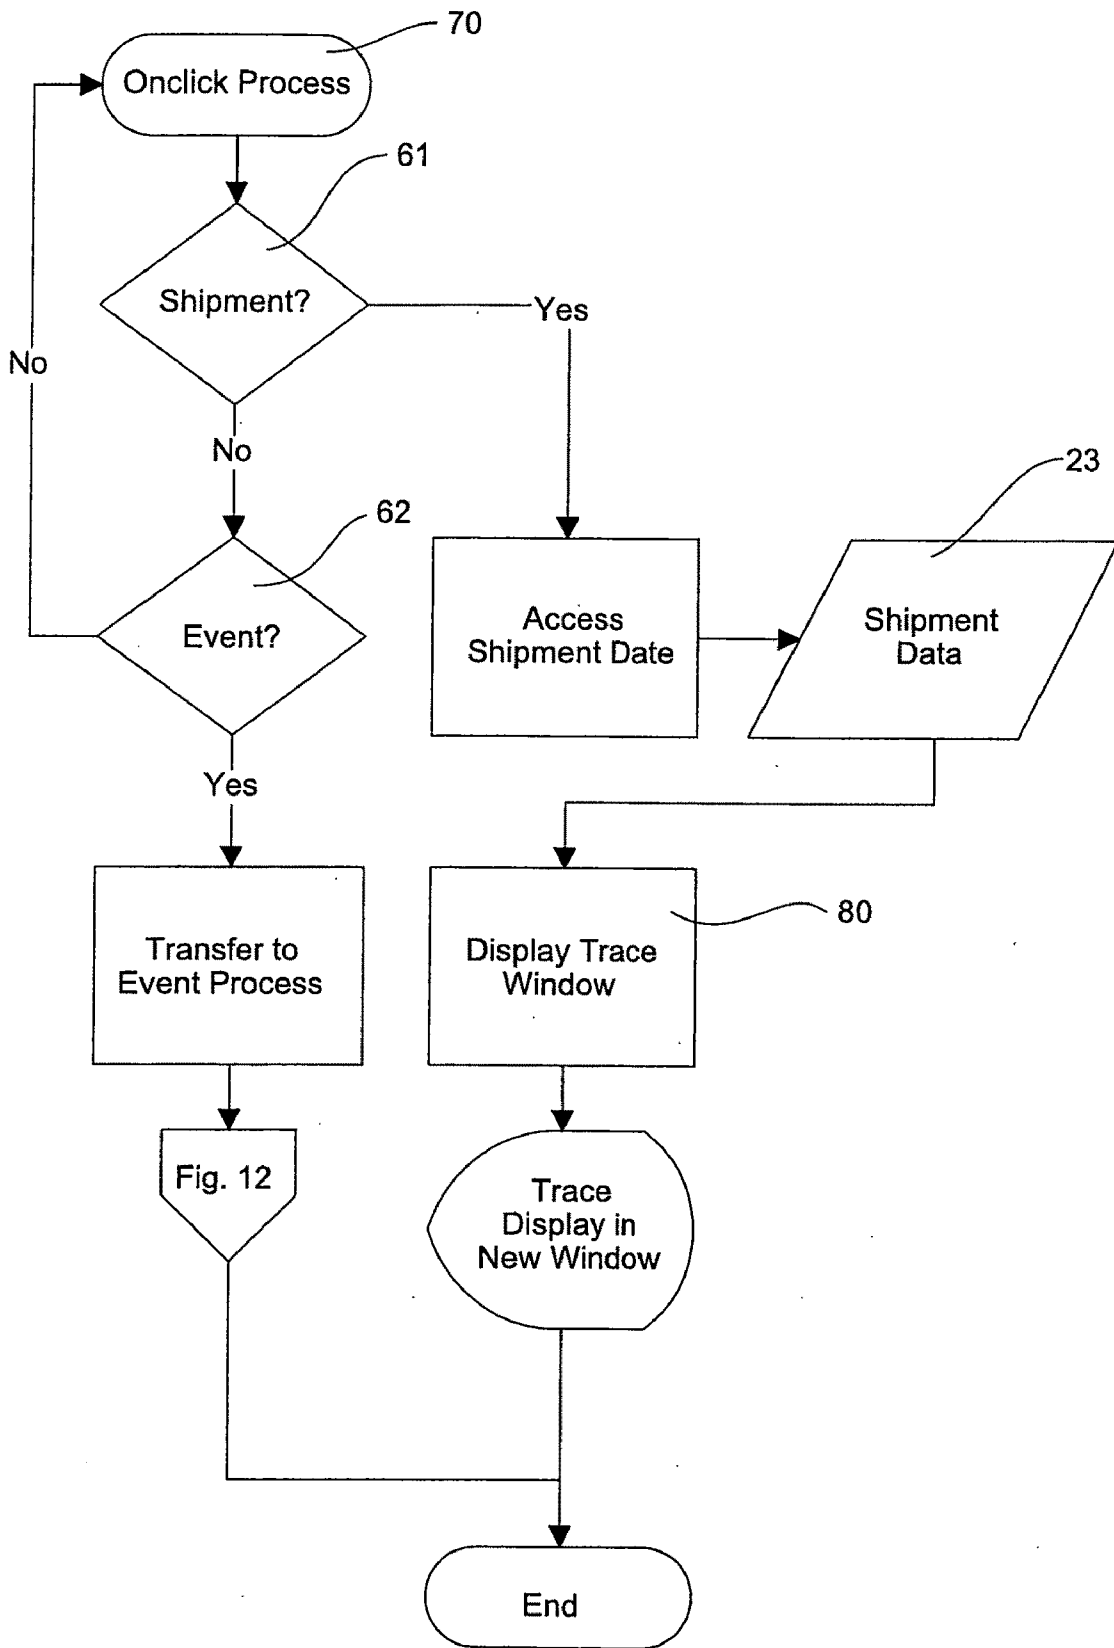 70
Onclick Process
61
Shipment?
Yes
No
No
23
62
Event?
Access
Shipment Date
Shipment
Data
Yes
Transfer to
Event Process
Display Trace
Window
80
Fig. 12
Trace
Display in
New Window
End